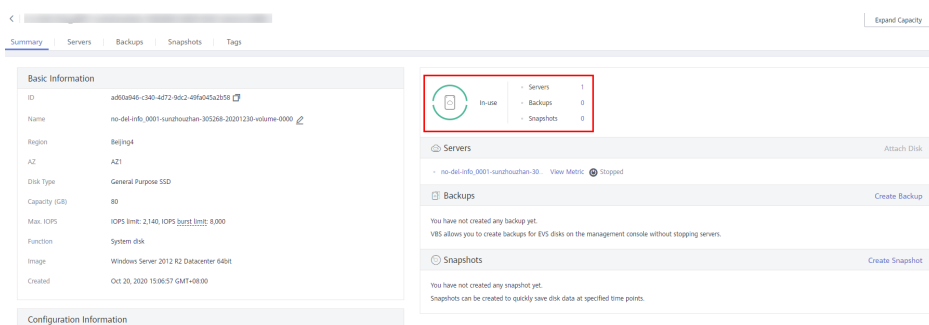 Expand Capacity
Summary Servers Backups Snapshots Tags
Basic Information
ID ad60a946-c340-4d72-9dc2-49fa045a2b58
Name no-del-info_0001-sunzhouzhan-305268-20201230-volume-0000
Region Beijing4
AZ AZ1
Disk Type General Purpose SSD
Capacity (GB) 80
Max. IOPS IOPS limit: 2,140, IOPS burst limit: 8,000
Function System disk
Image Windows Server 2012 R2 Datacenter 64bit
Created Oct 20, 2020 15:06:57 GMT+08:00
Configuration Information
In-use
Servers 1
Backups 0
Snapshots 0
Servers Attach Disk
no-del-info_0001-sunzhouzhan-30... View Metric Stopped
Backups Create Backup
You have not created any backup yet.
VBS allows you to create backups for EVS disks on the management console without stopping servers.
Snapshots Create Snapshot
You have not created any snapshot yet.
Snapshots can be created to quickly save disk data at specified time points.